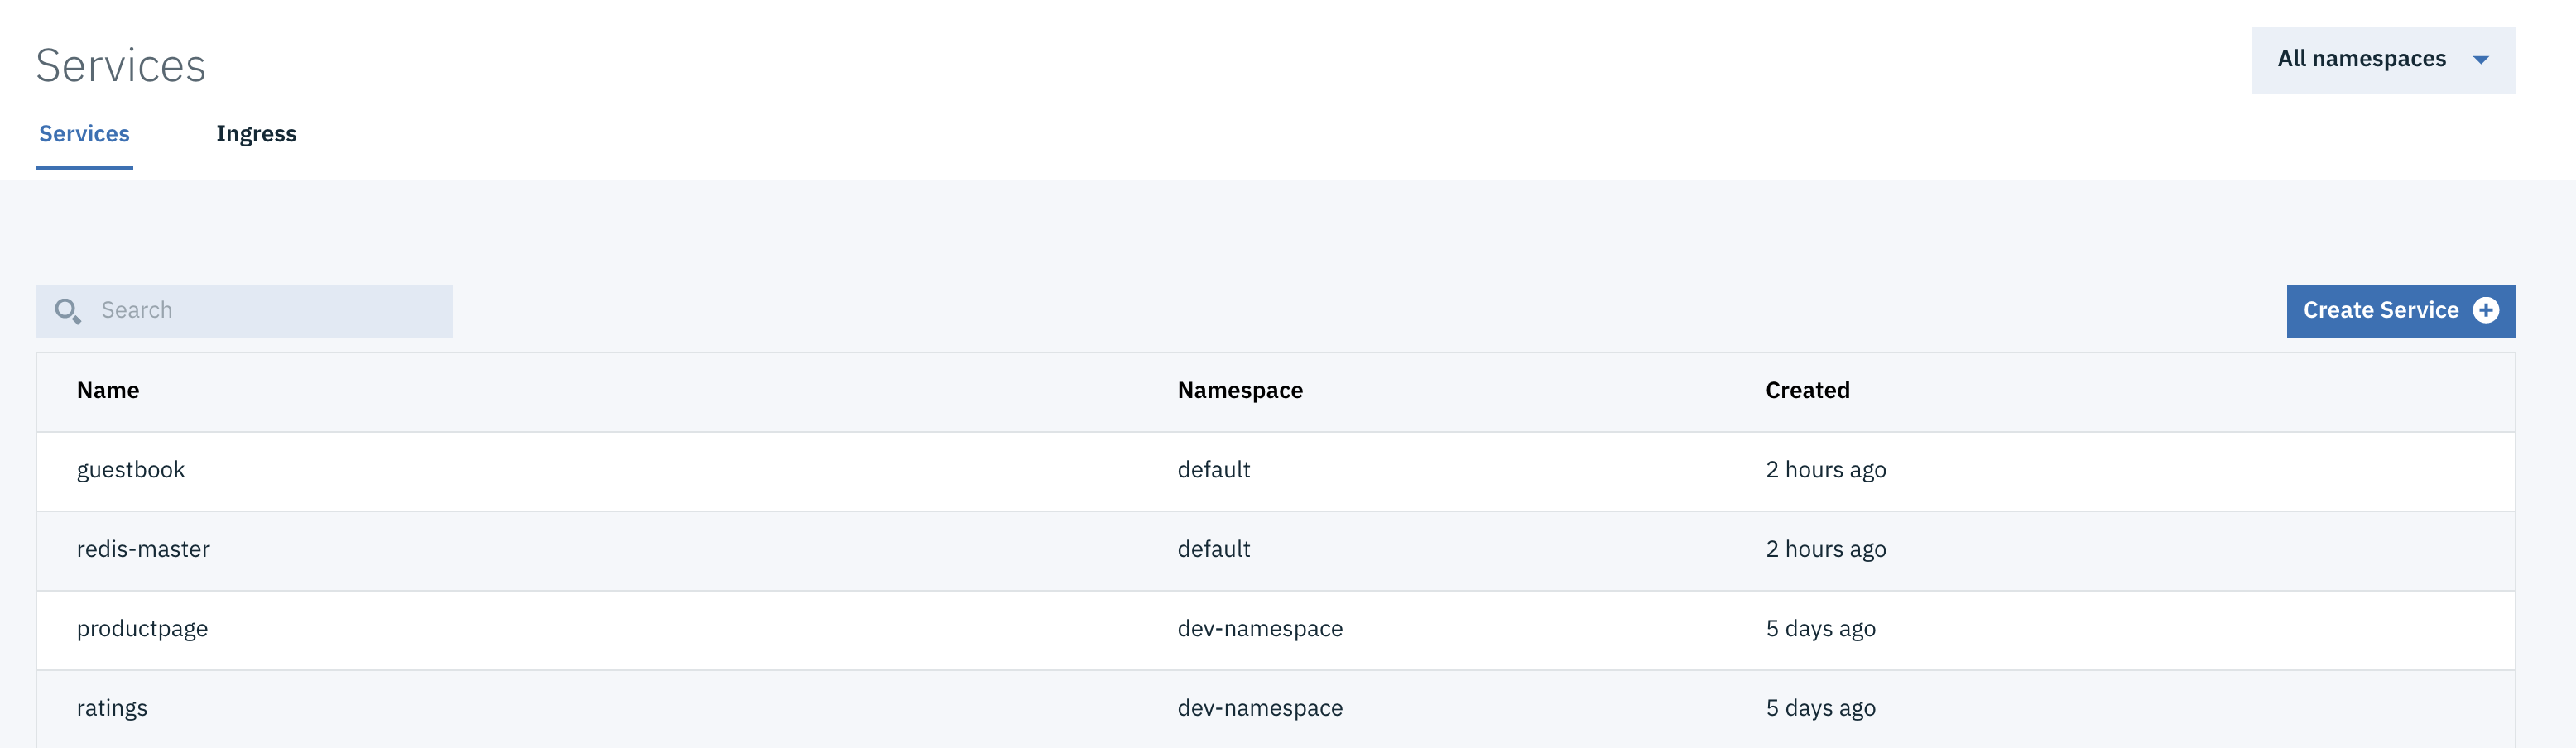 Services
All namespaces
Services Ingress
Search
Create Service
Name Namespace Created
guestbook default 2 hours ago
redis-master default 2 hours ago
productpage dev-namespace 5 days ago
ratings dev-namespace 5 days ago